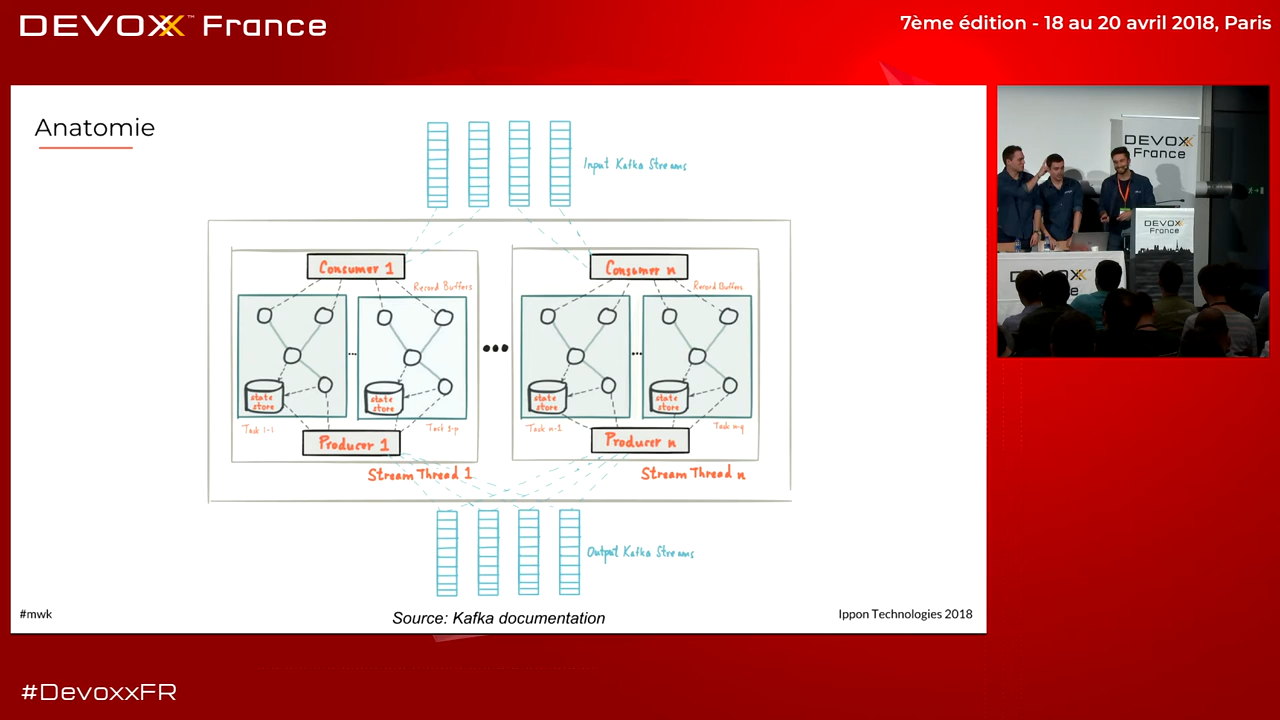 DEVOXX™ France
7ème édition - 18 au 20 avril 2018, Paris
Anatomie
Input Kafka Streams
Consumer 1
Consumer n
Record Buffers
Record Buffers
...
...
...
state store
state store
state store
state store
Task 1-1
Task 1-p
Task n-1
Task n-q
Producer 1
Producer n
Stream Thread 1
Stream Thread n
Output Kafka Streams
#mwk
Source: Kafka documentation
Ippon Technologies 2018
DEVOXX
France
DEVOXX
France
DEVOXX
#DevoxxFR